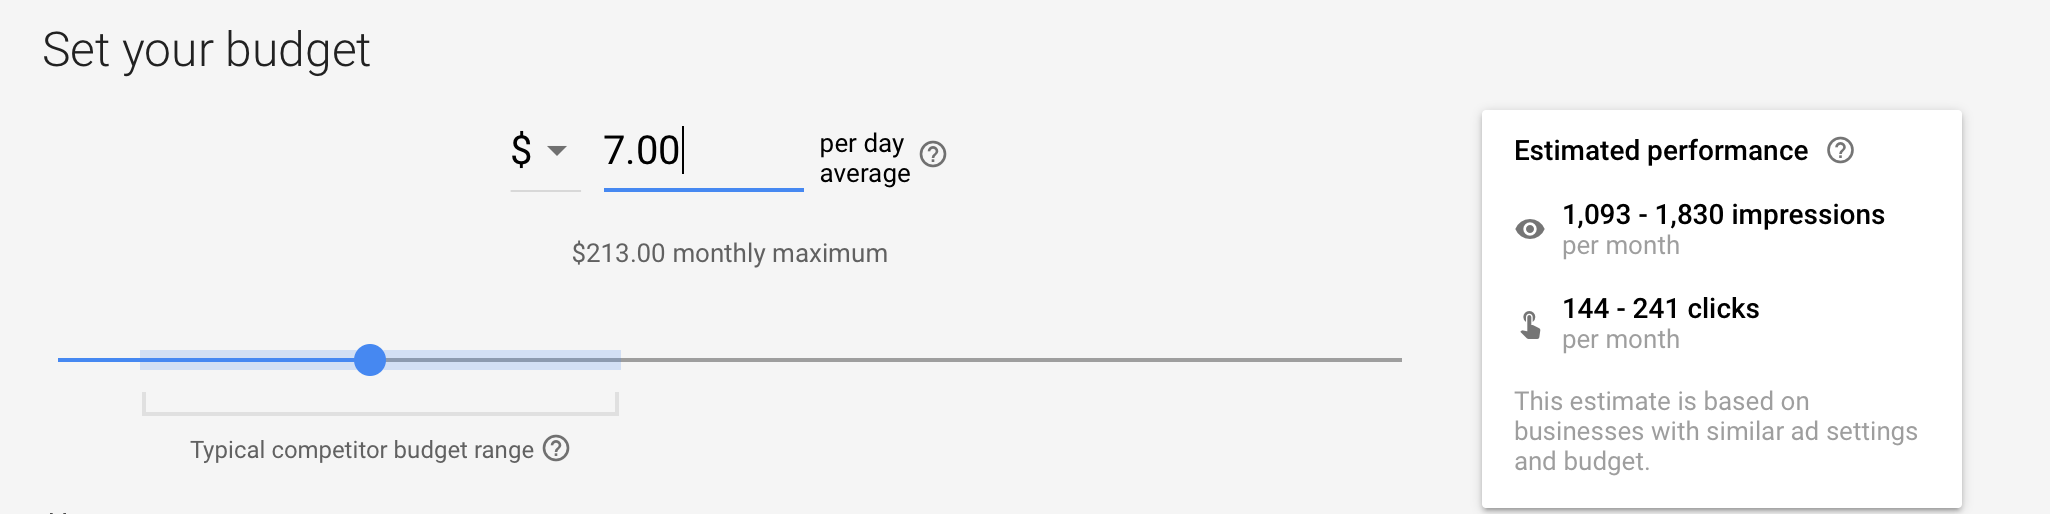 Set your budget
$
7.00
per day
average
$213.00 monthly maximum
Typical competitor budget range
Estimated performance
1,093 - 1,830 impressions
per month
144 - 241 clicks
per month
This estimate is based on
businesses with similar ad settings
and budget.